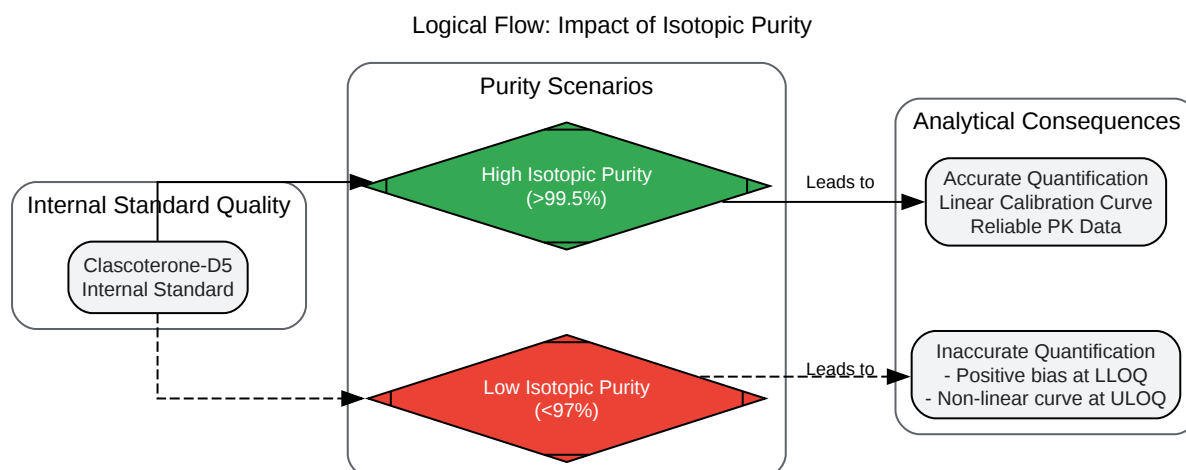 Logical Flow: Impact of Isotopic Purity
Internal Standard Quality
Clascoterone-D5
Internal Standard
Purity Scenarios
High Isotopic Purity
(>99.5%)
Low Isotopic Purity
(<97%)
Leads to
Leads to
Analytical Consequences
Accurate Quantification
Linear Calibration Curve
Reliable PK Data
Inaccurate Quantification
- Positive bias at LLOQ
- Non-linear curve at ULOQ